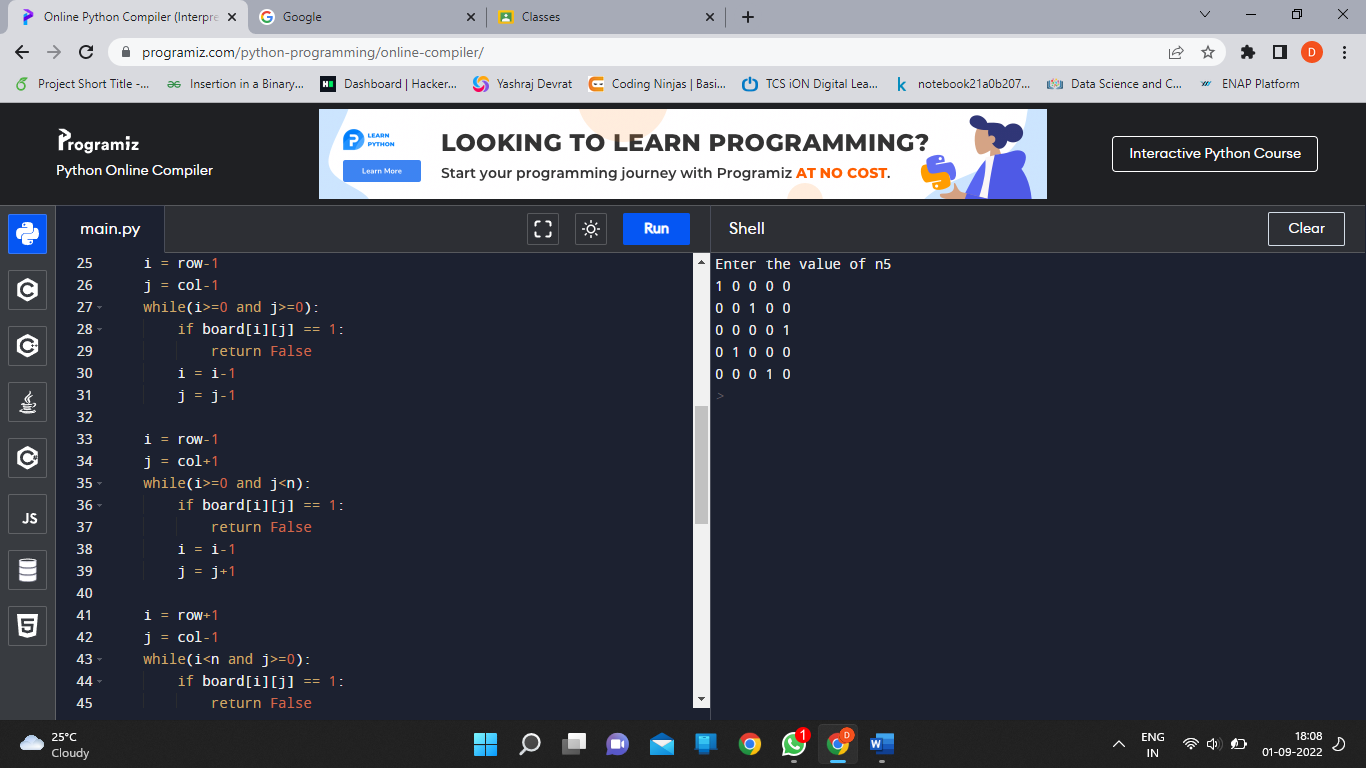 Online Python Compiler (Interpre
Google
Classes
programiz.com/python-programming/online-compiler/
D
Project Short Title -...
Insertion in a Binary...
Dashboard | Hacker...
Yashraj Devrat
Coding Ninjas | Basi...
TCS iON Digital Lea...
notebook21a0b207...
Data Science and C...
ENAP Platform
Programiz
Python Online Compiler
LEARN
PYTHON
Learn More
LOOKING TO LEARN PROGRAMMING?
Start your programming journey with Programiz AT NO COST.
Interactive Python Course
main.py
Run
Shell
Clear
25 i = row-1
26 j = col-1
27 while(i>=0 and j>=0):
28 if board[i][j] == 1:
29 return False
30 i = i-1
31 j = j-1
32
33 i = row-1
34 j = col+1
35 while(i>=0 and j<n):
36 if board[i][j] == 1:
37 return False
38 i = i-1
39 j = j+1
40
41 i = row+1
42 j = col-1
43 while(i<n and j>=0):
44 if board[i][j] == 1:
45 return False
JS
Enter the value of n5
1 0 0 0 0
0 0 1 0 0
0 0 0 0 1
0 1 0 0 0
0 0 0 1 0
>
25°C
Cloudy
1
D
ENG
IN
18:08
01-09-2022